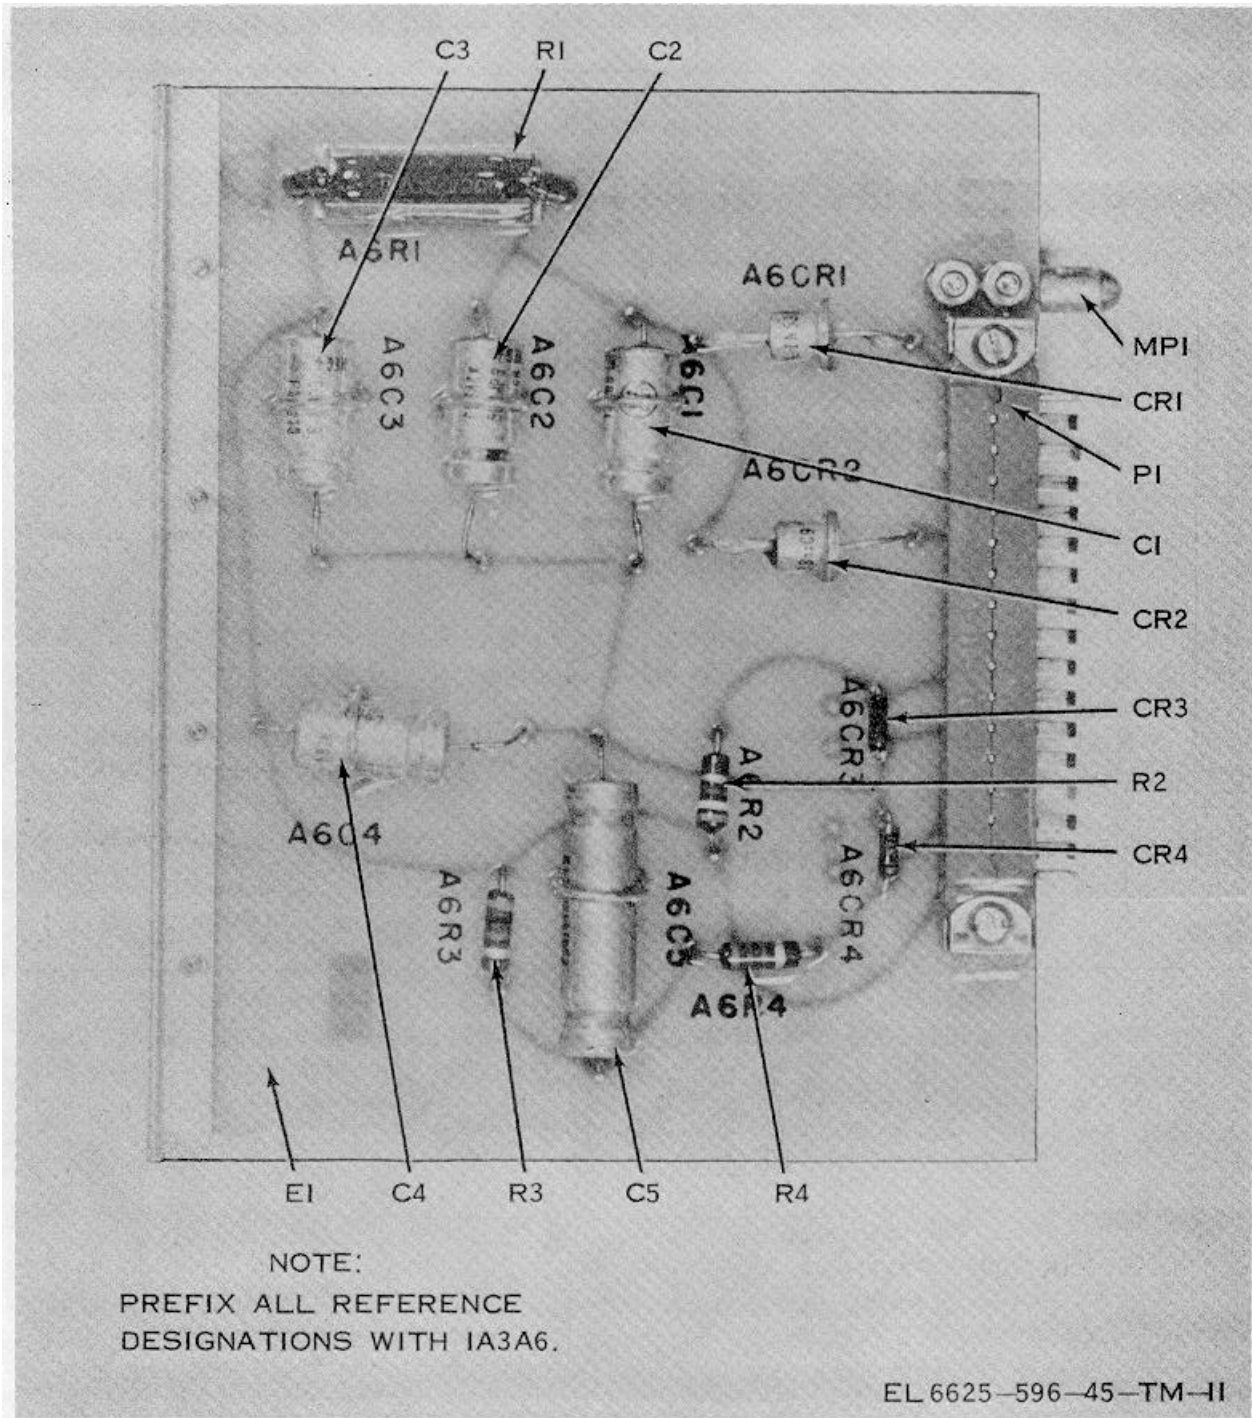 C3 R1 C2
A6R1
A6CR1
MP1
A6C3
A6C2
A6C1
CR1
P1
A6CR2
C1
CR2
A6CR3
CR3
A6R2
R2
A6C4
CR4
A6R3
A6C5
A6CR4
A6R4
E1 C4 R3 C5 R4
NOTE:
PREFIX ALL REFERENCE
DESIGNATIONS WITH 1A3A6.
EL 6625-596-45-TM-11